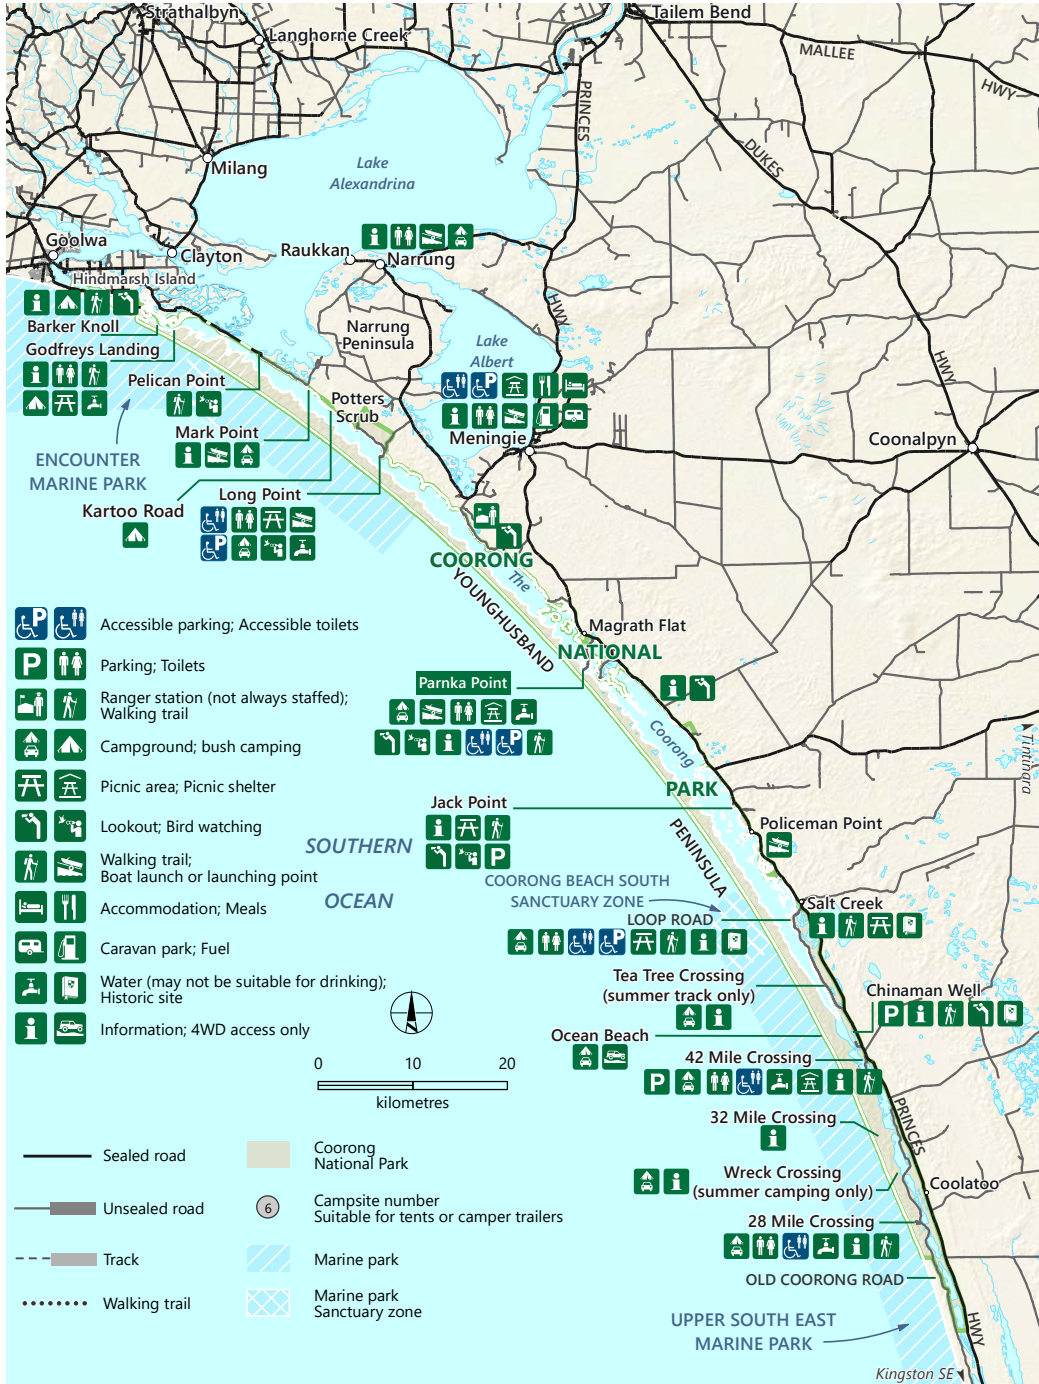 Strathalbyn
Langhorne Creek
Tailem Bend
MALLEE
HWY
PRINCES
DUKES
Milang
Lake
Alexandrina
Goolwa
Clayton
Raukkan
Narrung
Hindmarsh Island
HWY
Barker Knoll
Narrung
Peninsula
Lake
Albert
Godfreys Landing
HWY
Pelican Point
P
Potters
Scrub
Mark Point
Meningie
Coonalpyn
ENCOUNTER
MARINE PARK
Long Point
Kartoo Road
P
COORONG
The
YOUNGHUSBAND
P
Accessible parking; Accessible toilets
Magrath Flat
NATIONAL
P
Parking; Toilets
Parnka Point
Ranger station (not always staffed);
Walking trail
P
Coorong
Tintinara
Campground; bush camping
Picnic area; Picnic shelter
PARK
Jack Point
Lookout; Bird watching
P
Policeman Point
SOUTHERN
OCEAN
PENINSULA
Walking trail;
Boat launch or launching point
COORONG BEACH SOUTH
SANCTUARY ZONE
Accommodation; Meals
Salt Creek
LOOP ROAD
P
Caravan park; Fuel
Tea Tree Crossing
(summer track only)
Water (may not be suitable for drinking);
Historic site
Chinaman Well
P
Information; 4WD access only
Ocean Beach
42 Mile Crossing
P
0 10 20
kilometres
PRINCES
32 Mile Crossing
Sealed road
Coorong
National Park
Wreck Crossing
(summer camping only)
Coolatoo
Unsealed road
6
Campsite number
Suitable for tents or camper trailers
28 Mile Crossing
Track
Marine park
OLD COORONG ROAD
Walking trail
Marine park
Sanctuary zone
UPPER SOUTH EAST
MARINE PARK
HWY
Kingston SE